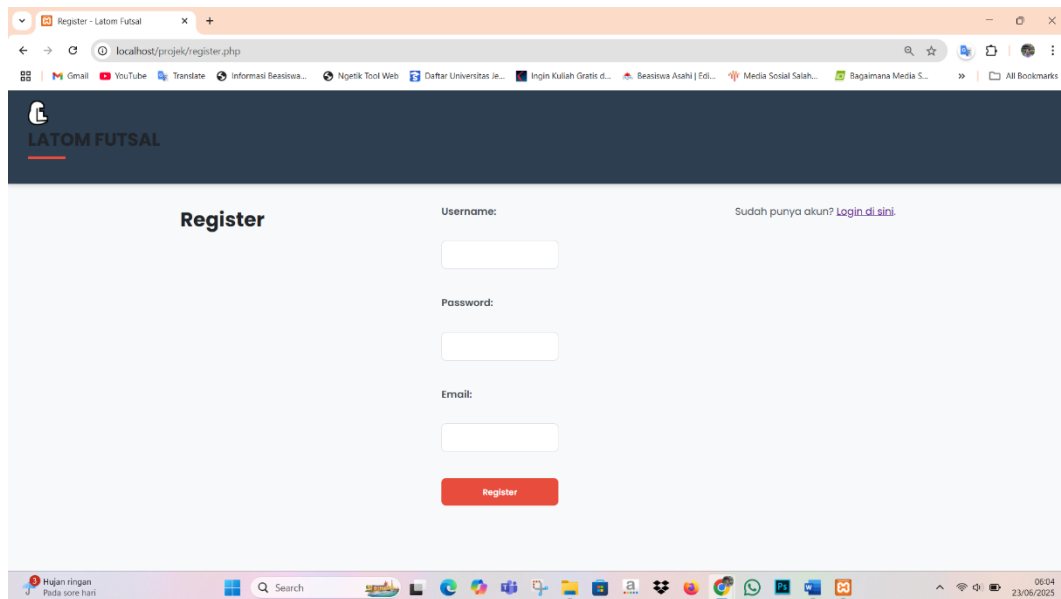 Register - Latom Futsal
localhost/projek/register.php
Gmail YouTube Translate Informasi Beasiswa... Ngetik Tool Web Daftar Universitas Je... Ingin Kuliah Gratis d... Beasiswa Asahi | Edi... Media Sosial Salah... Bagaimana Media S... » All Bookmarks
LATOM FUTSAL
Register
Username:
Sudah punya akun? Login di sini.
Password:
Email:
Register
3 Hujan ringan
Pada sore hari
Search
06:04
23/06/2025